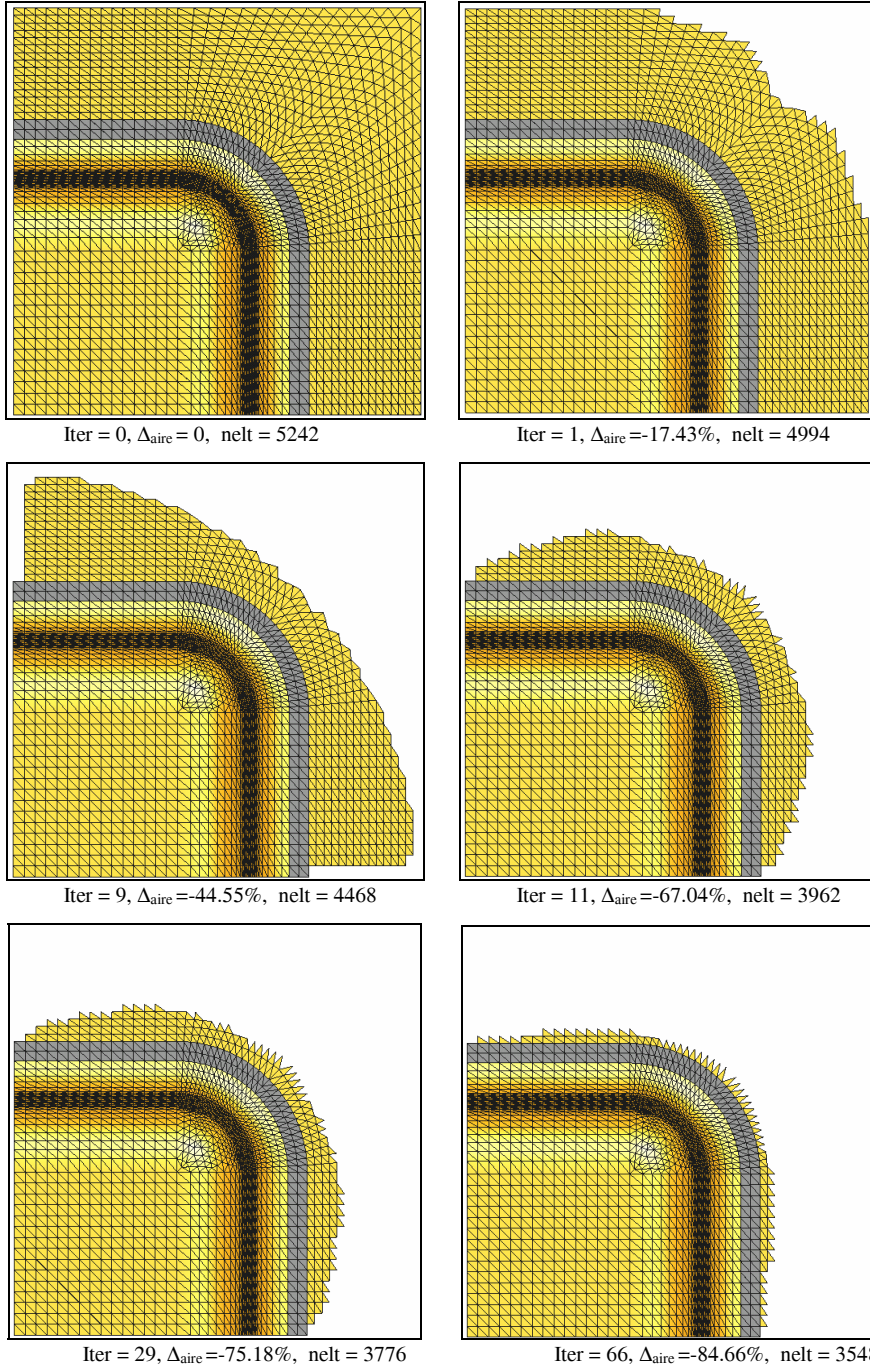 Iter = 0, Δaire = 0, nelt = 5242
Iter = 1, Δaire =-17.43%, nelt = 4994
Iter = 9, Δaire =-44.55%, nelt = 4468
Iter = 11, Δaire =-67.04%, nelt = 3962
Iter = 29, Δaire =-75.18%, nelt = 3776
Iter = 66, Δaire =-84.66%, nelt = 3548